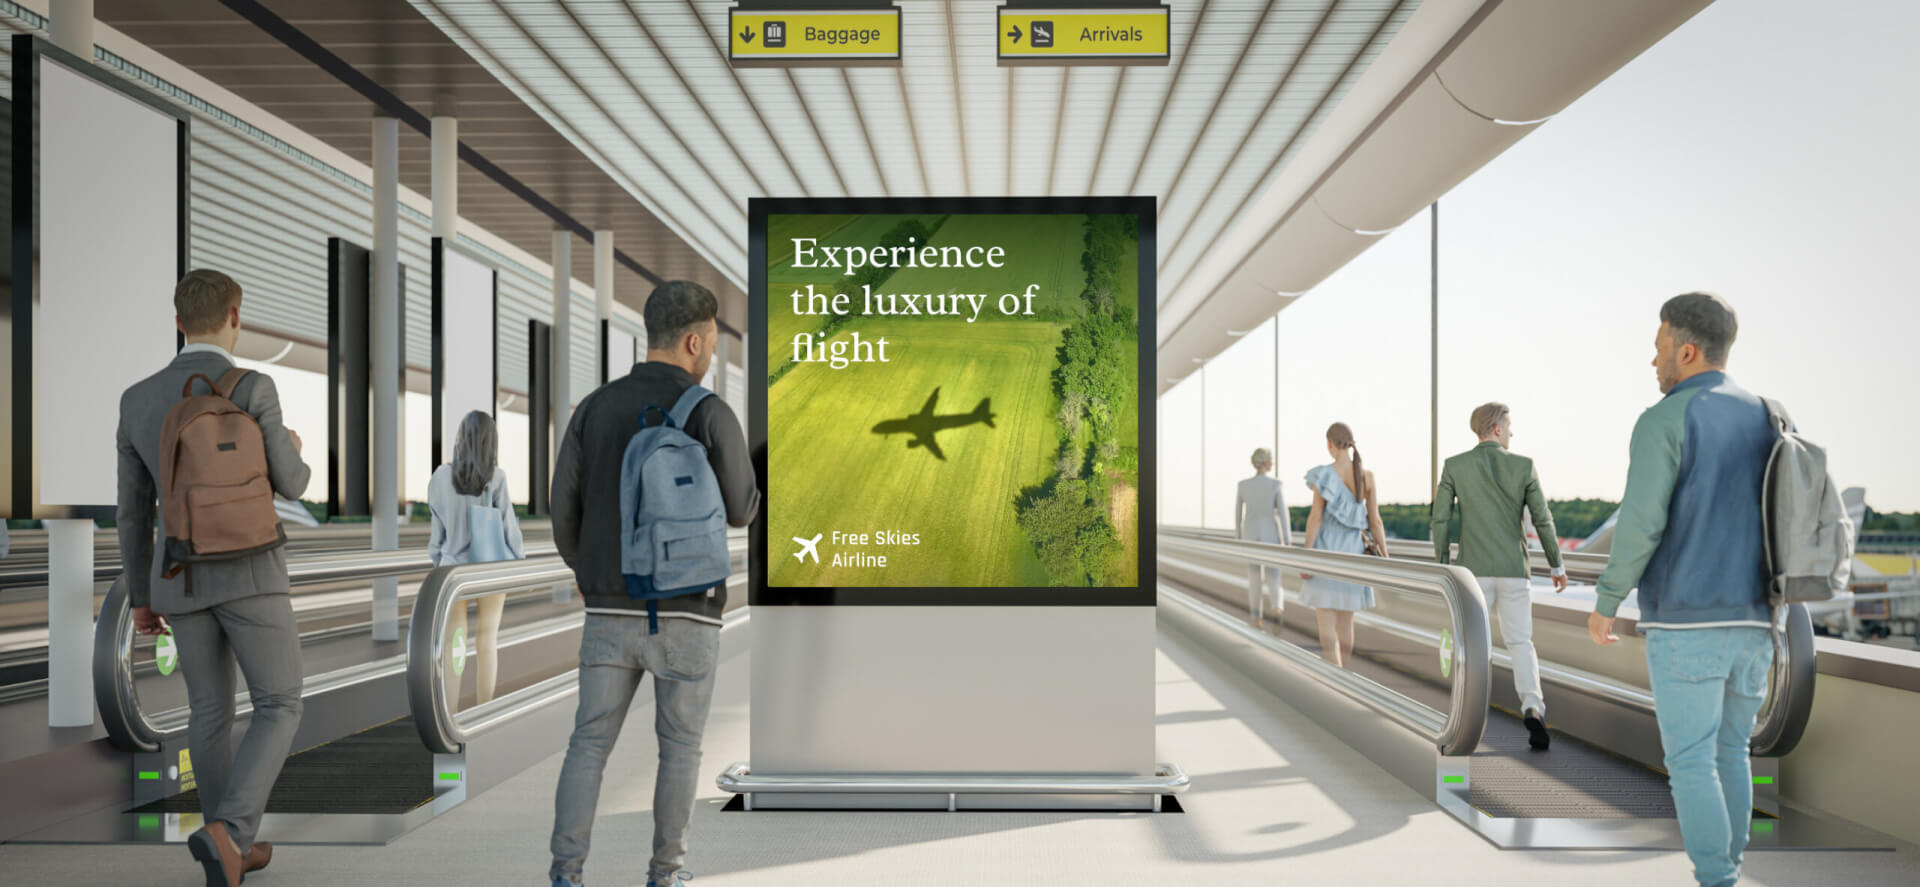 Baggage
Arrivals
Experience
the luxury of
flight
Free Skies
Airline